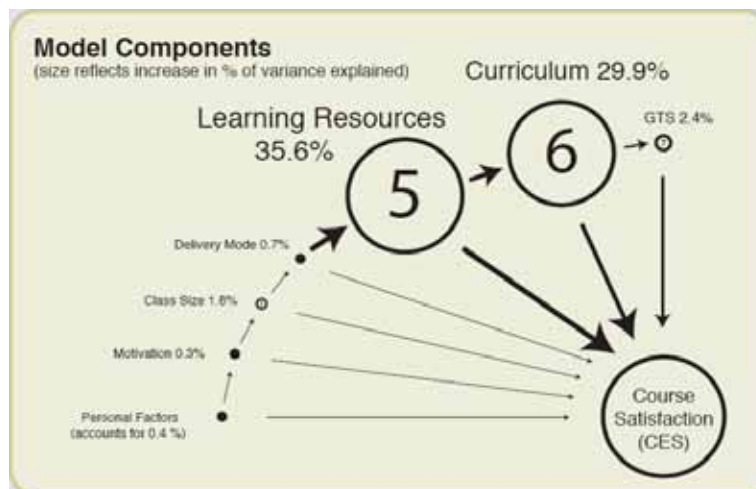 Model Components
(size reflects increase in % of variance explained)
Curriculum 29.9%
GTS 2.4%
Learning Resources
35.6%
5
6
Delivery Mode 0.7%
Class Size 1.6%
Motivation 0.3%
Personal Factors
(accounts for 0.4 %)
Course
Satisfaction
(CES)